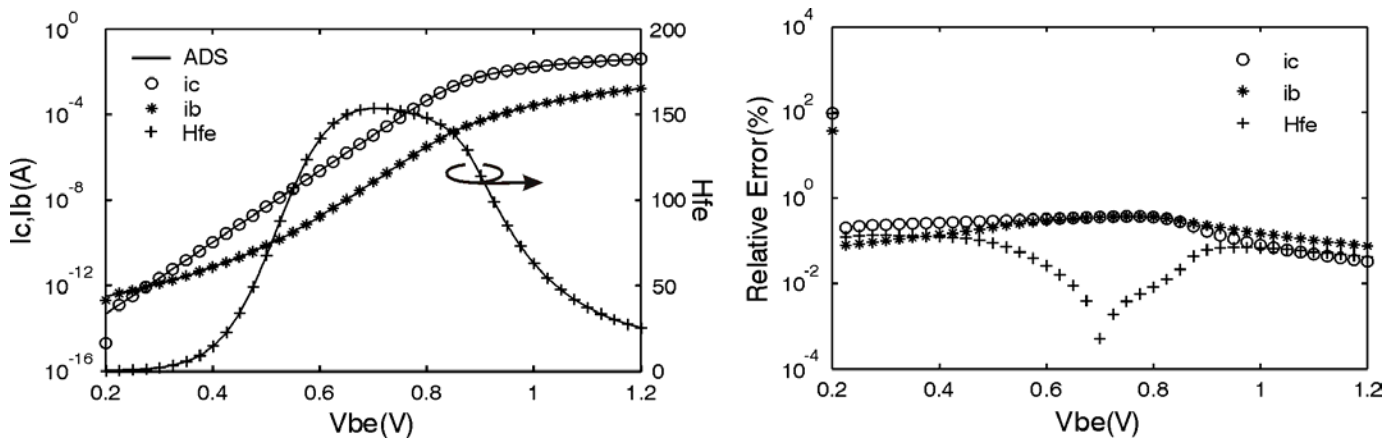 10^0
10^-4
10^-8
10^-12
10^-16
Ic,Ib(A)
ADS
ic
ib
Hfe
200
150
100
50
0
Hfe
0.2 0.4 0.6 0.8 1 1.2
Vbe(V)
10^4
10^2
10^0
10^-2
10^-4
Relative Error(%)
ic
ib
Hfe
0.2 0.4 0.6 0.8 1 1.2
Vbe(V)